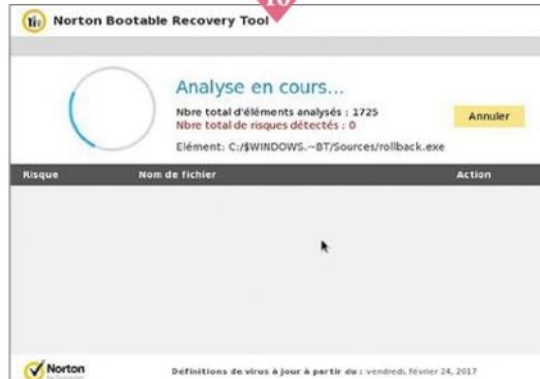 10
Norton Bootable Recovery Tool
Analyse en cours...
Nbre total d'éléments analysés : 1725
Nbre total de risques détectés : 0
Annuler
Elément: C:/$WINDOWS.~BT/Sources/rollback.exe
Risque Nom de fichier Action
Norton
Définitions de virus à jour à partir du : vendredi, février 24, 2017